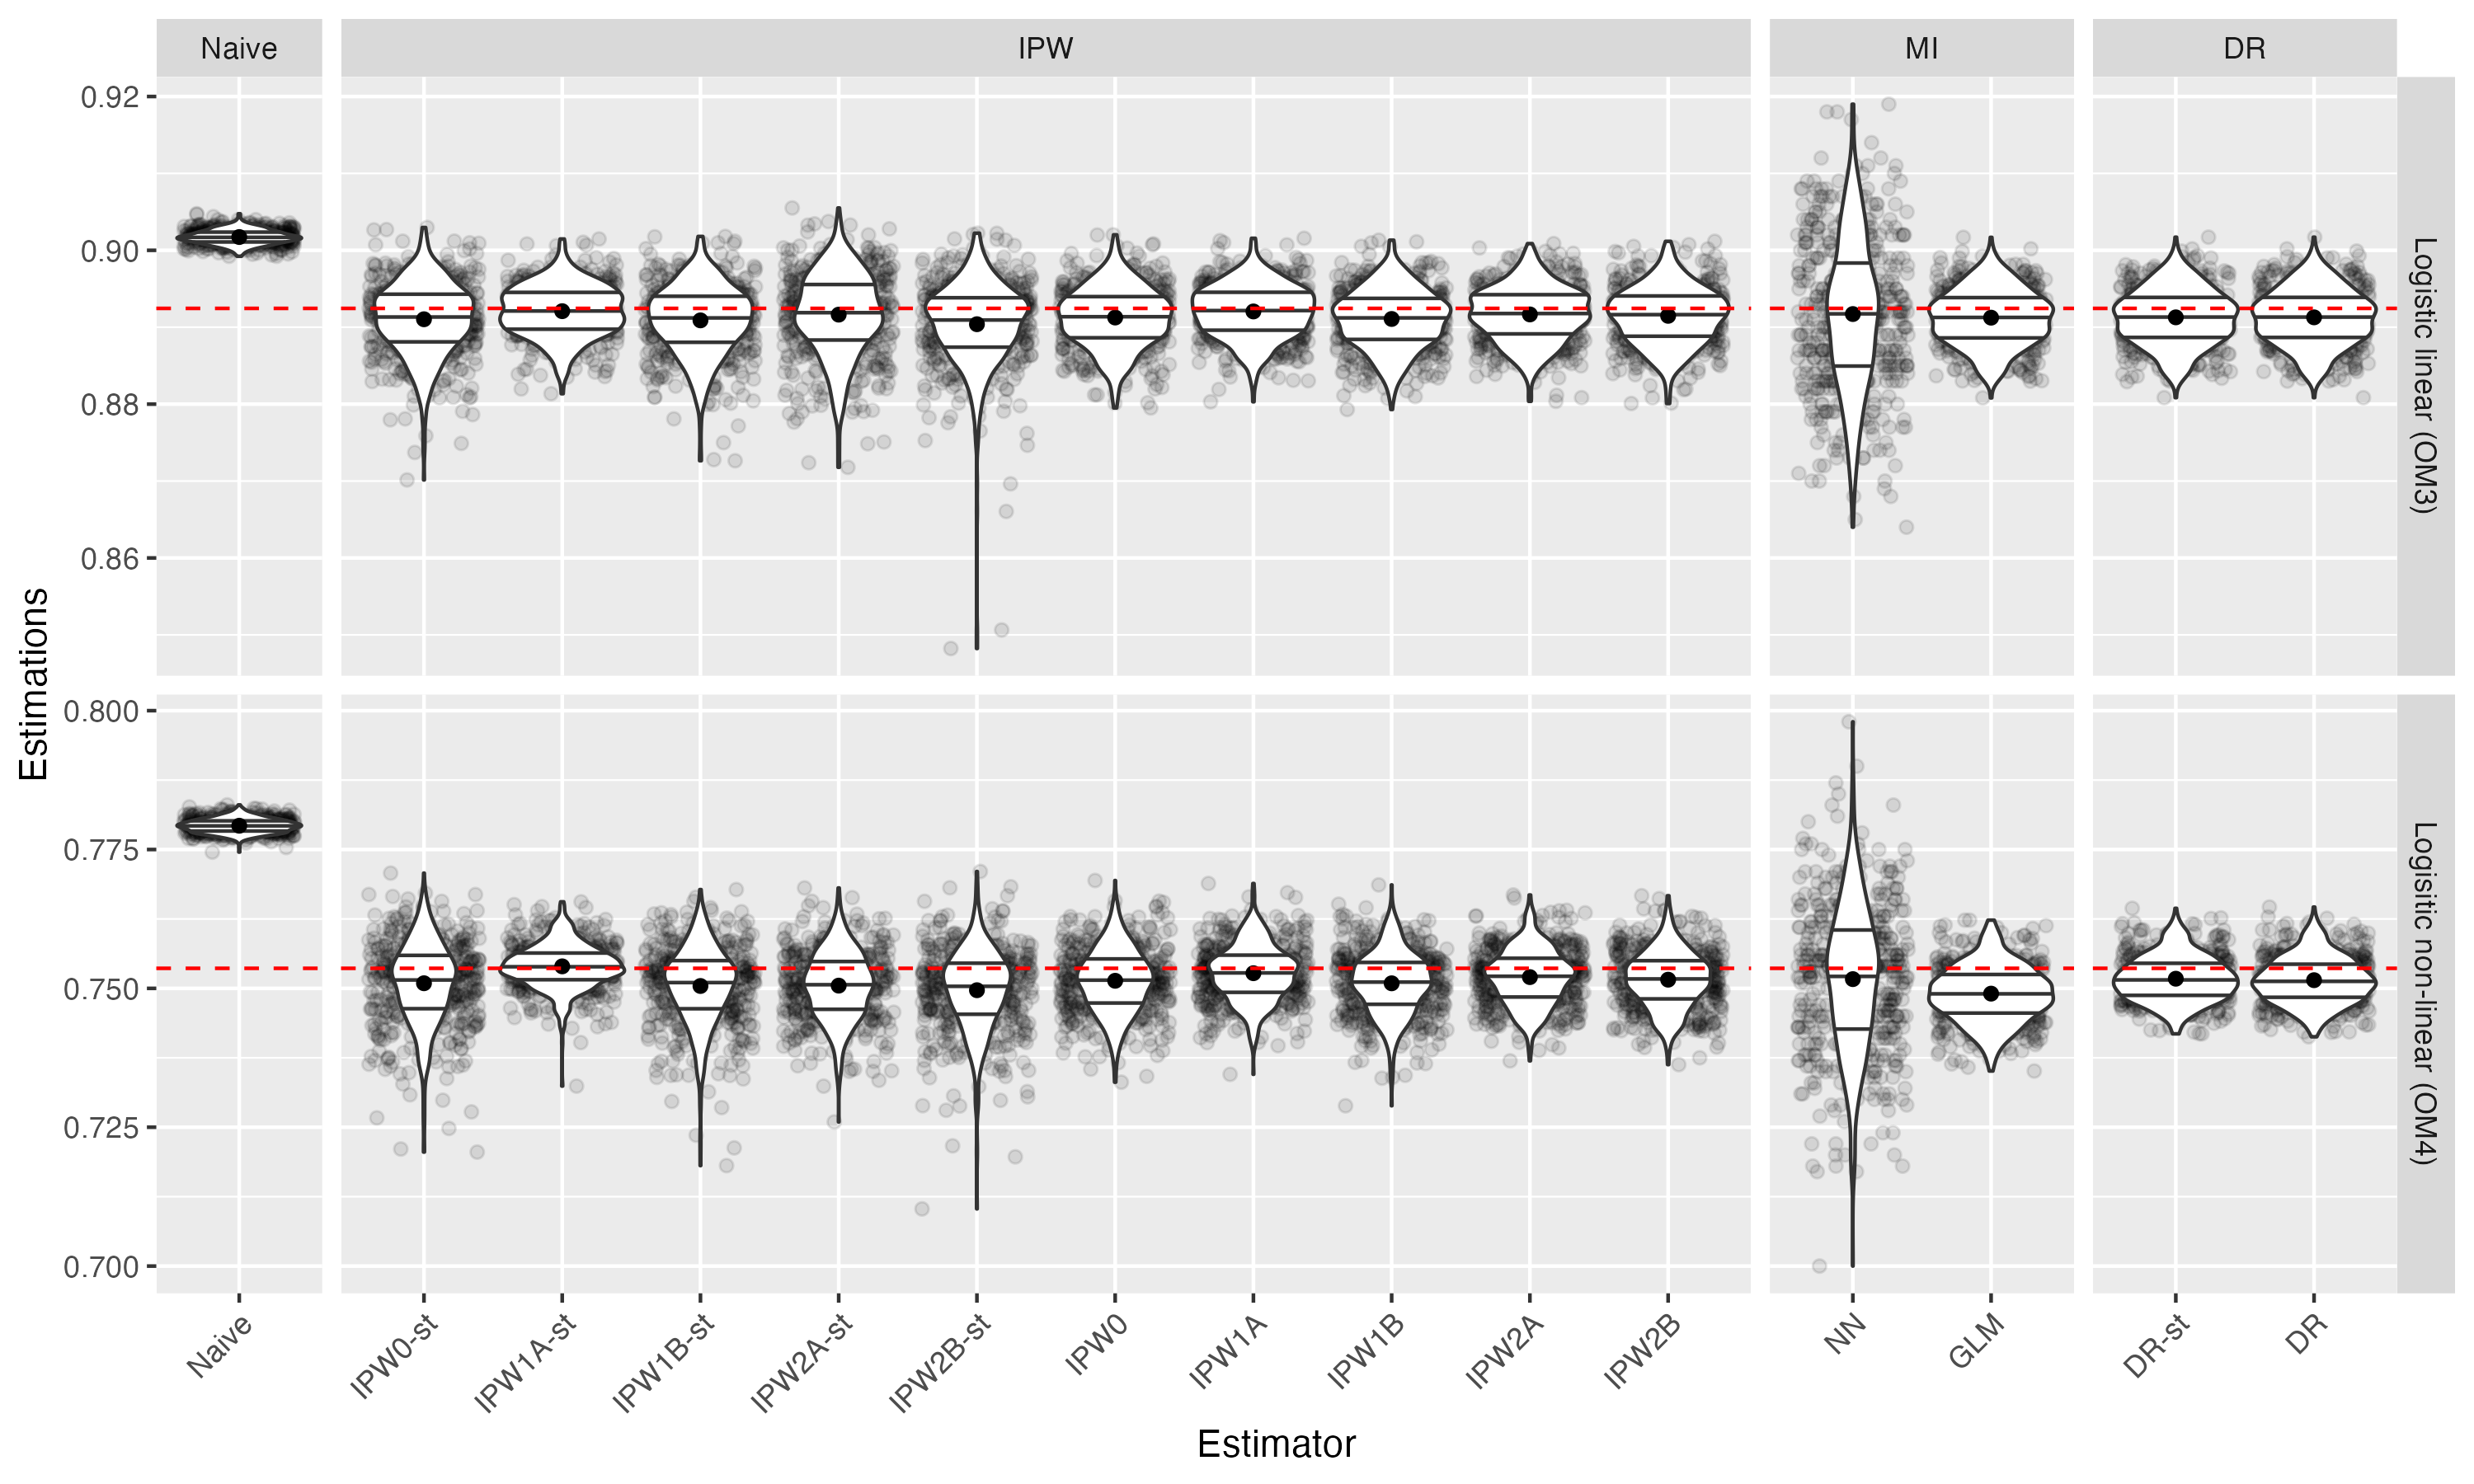 Naive
IPW
MI
DR
0.92
0.90
0.88
0.86
Logistic linear (OM3)
Estimations
0.800
0.775
0.750
0.725
0.700
Logisitic non-linear (OM4)
Naive
IPW0-st
IPW1A-st
IPW1B-st
IPW2A-st
IPW2B-st
IPW0
IPW1A
IPW1B
IPW2A
IPW2B
NN
GLM
DR-st
DR
Estimator